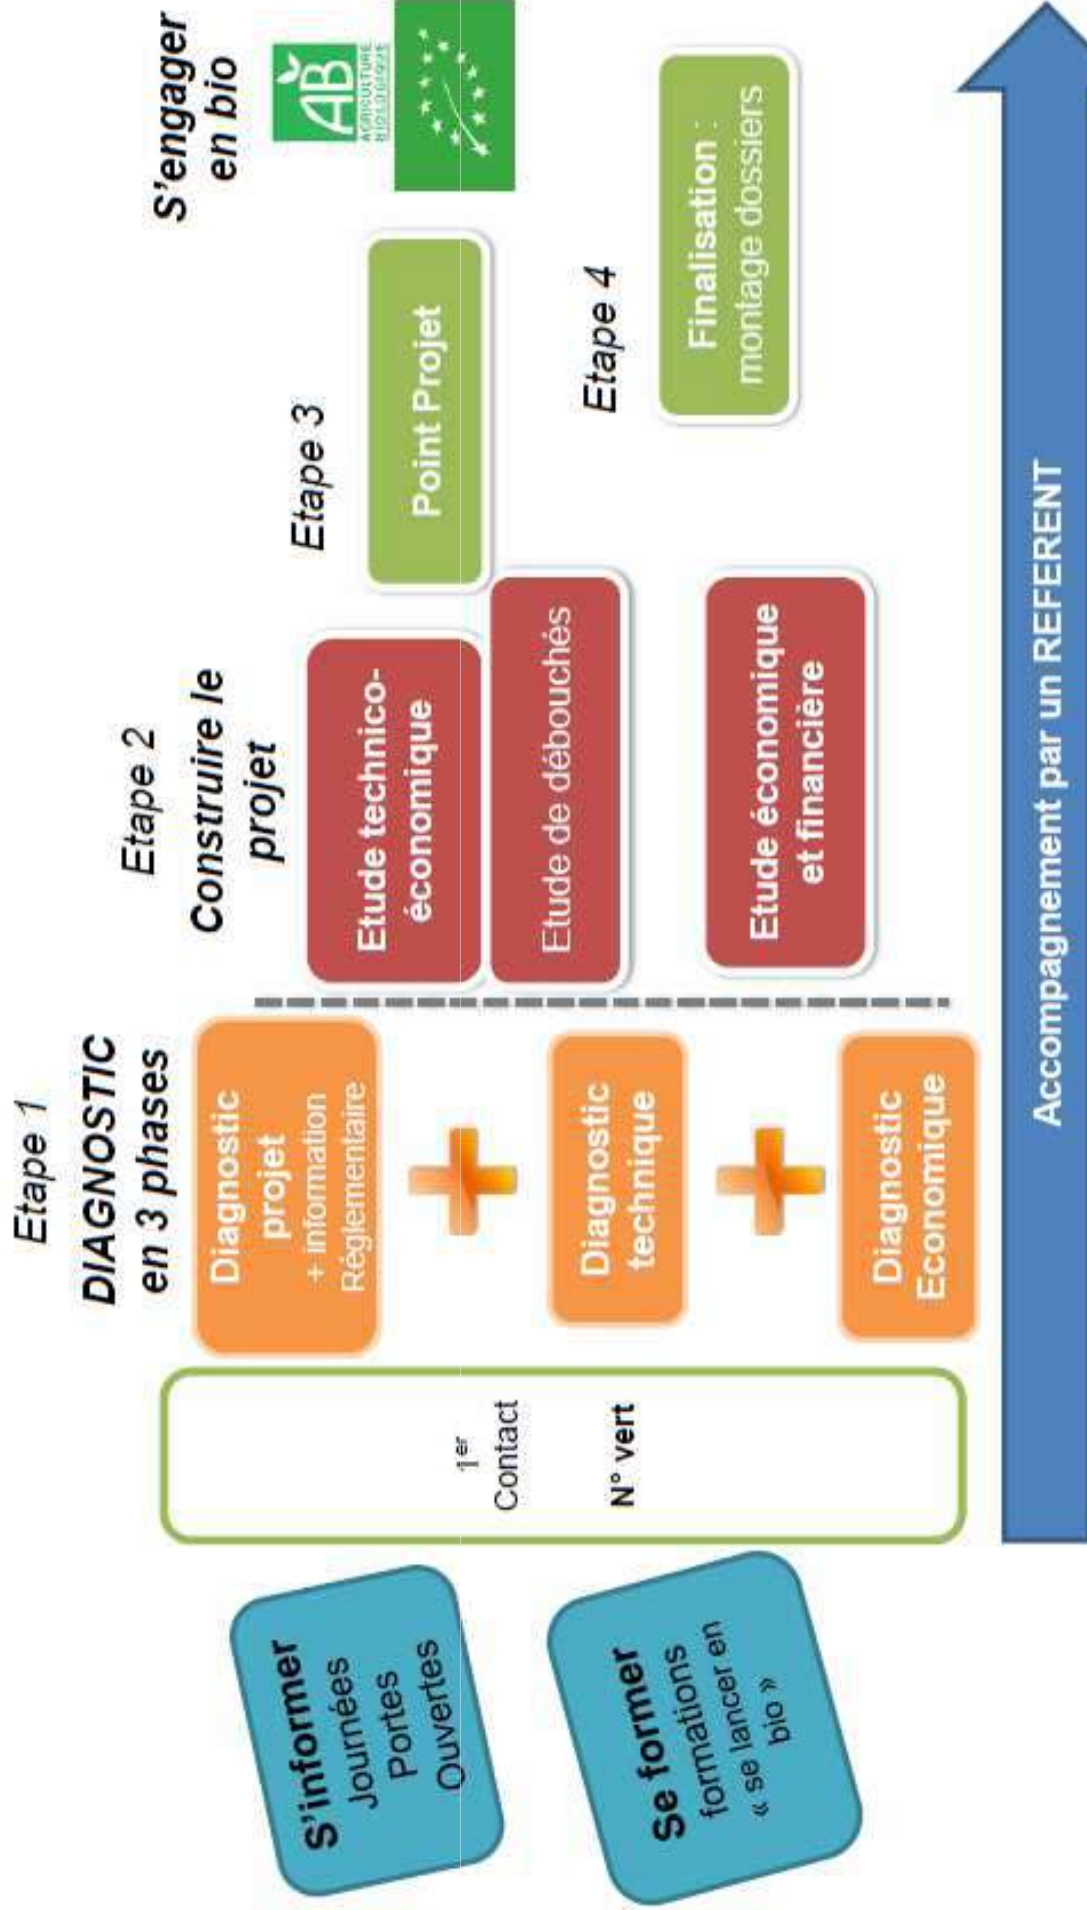 S'informer
Journées
Portes
Ouvertes
Se former
formations
« se lancer en
bio »
1er
Contact
N° vert
Etape 1
DIAGNOSTIC
en 3 phases
Diagnostic
projet
+ information
Réglementaire
Diagnostic
technique
Diagnostic
Economique
Etape 2
Construire le
projet
Etude technico-
économique
Etude de débouchés
Etude économique
et financière
Etape 3
Point Projet
Etape 4
Finalisation :
montage dossiers
S'engager
en bio
AB
AGRICULTURE
BIOLOGIQUE
Accompagnement par un REFERENT